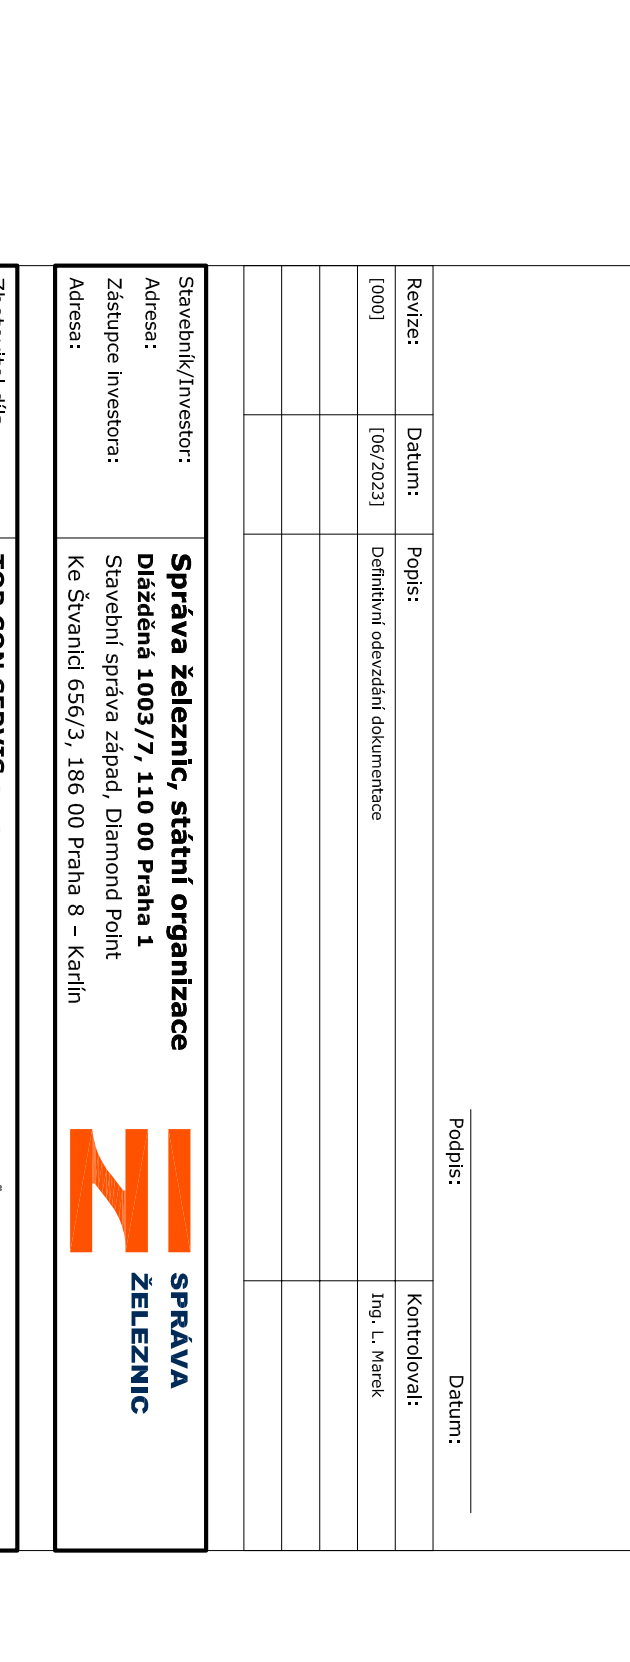 Podpis: Datum:
Revize: Datum: Popis: Kontroloval:
[000] [06/2023] Definitivní odevzdání dokumentace Ing. L. Marek
Stavebník/Investor: Správa železnic, státní organizace
Adresa: Dlážděná 1003/7, 110 00 Praha 1
Zástupce investora: Stavební správa západ, Diamond Point
Adresa: Ke Štvanici 656/3, 186 00 Praha 8 – Karlín
SPRÁVA
ŽELEZNIC